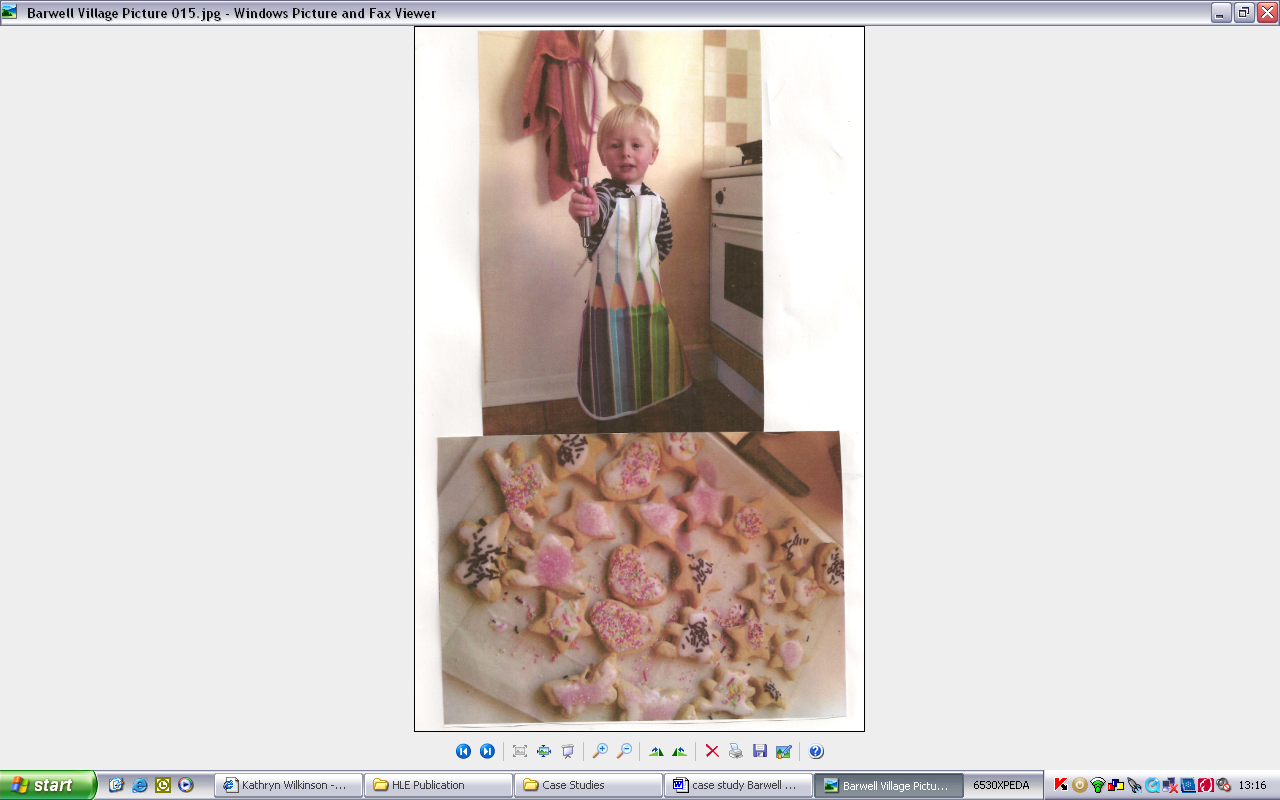 Barwell Village Picture 015.jpg - Windows Picture and Fax Viewer
start
Kathryn Wilkinson -...
HLE Publication
Case Studies
case study Barwell ...
Barwell Village Pictu...
6530XPEDA
13:16